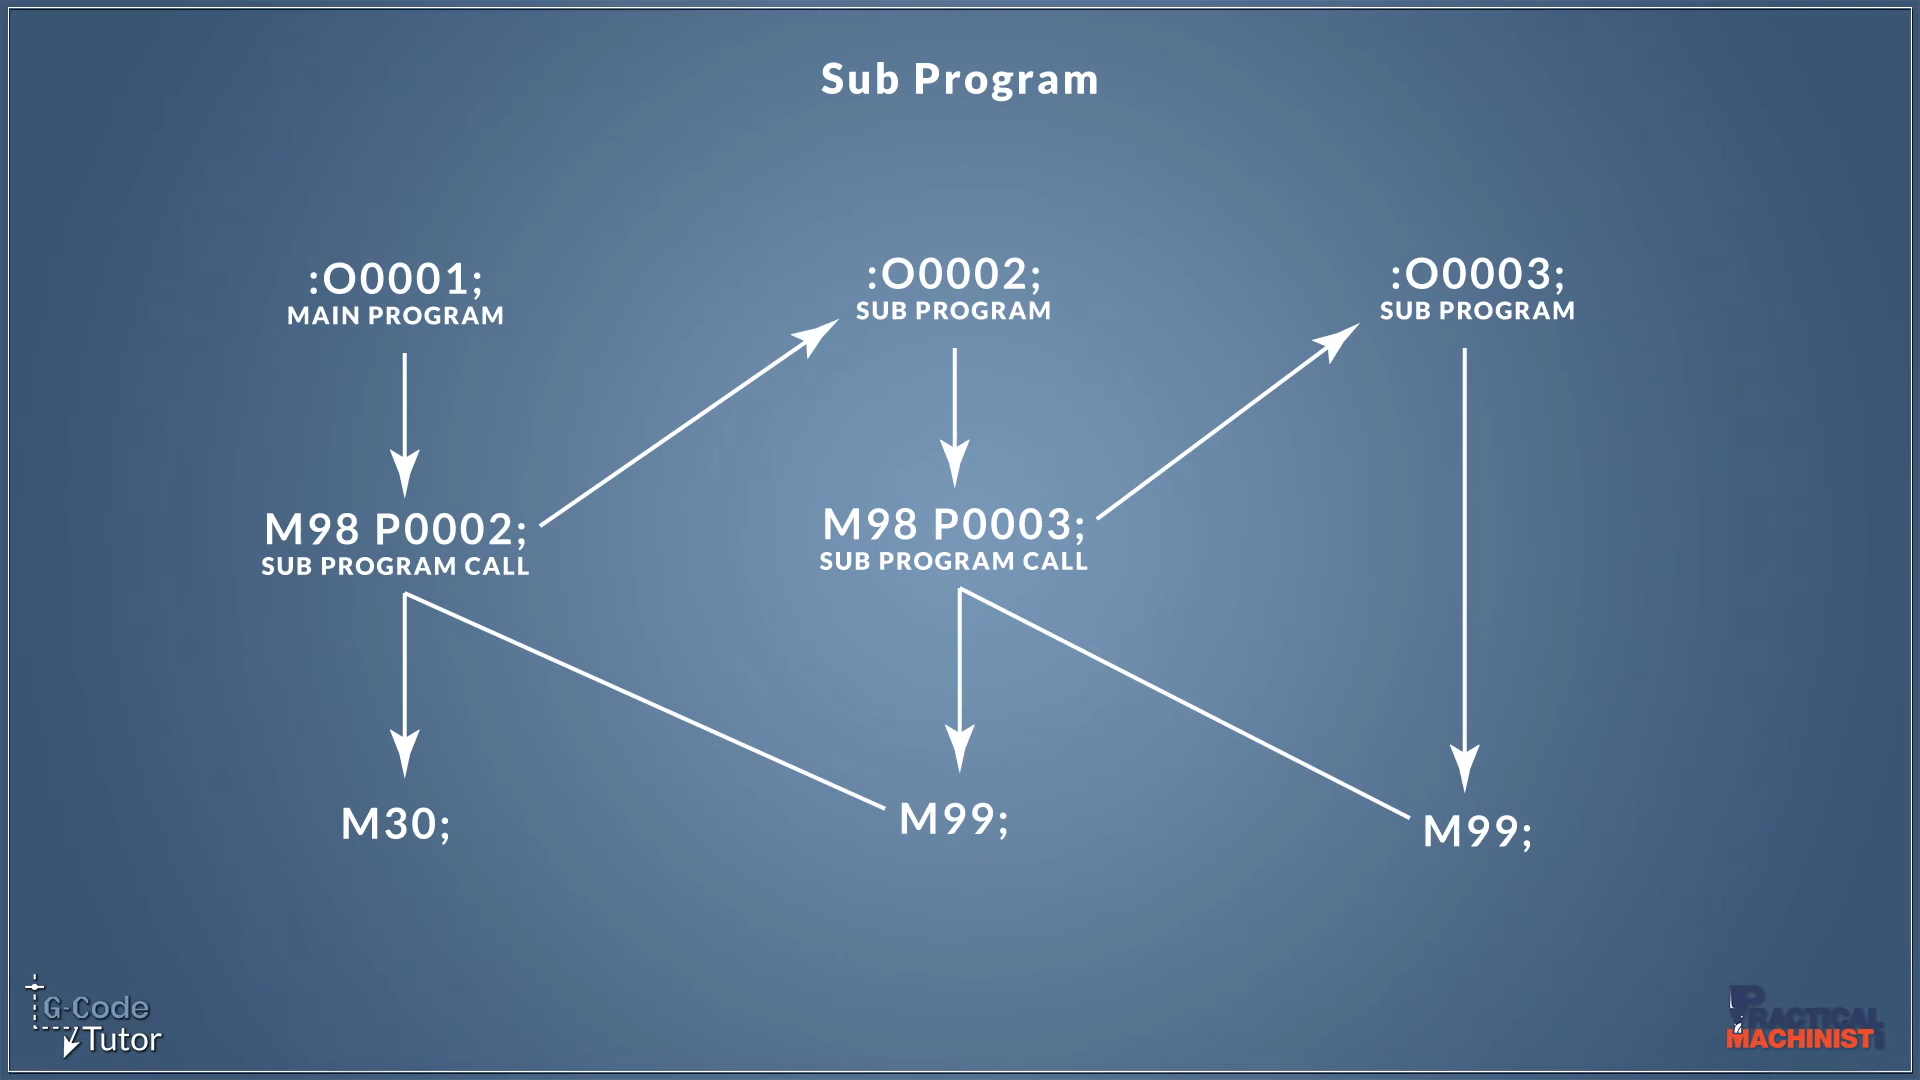 Sub Program
:O0001;
MAIN PROGRAM
:O0002;
SUB PROGRAM
:O0003;
SUB PROGRAM
M98 P0002;
SUB PROGRAM CALL
M98 P0003;
SUB PROGRAM CALL
M30;
M99;
M99;
G-Code
Tutor
PRACTICAL
MACHINIST